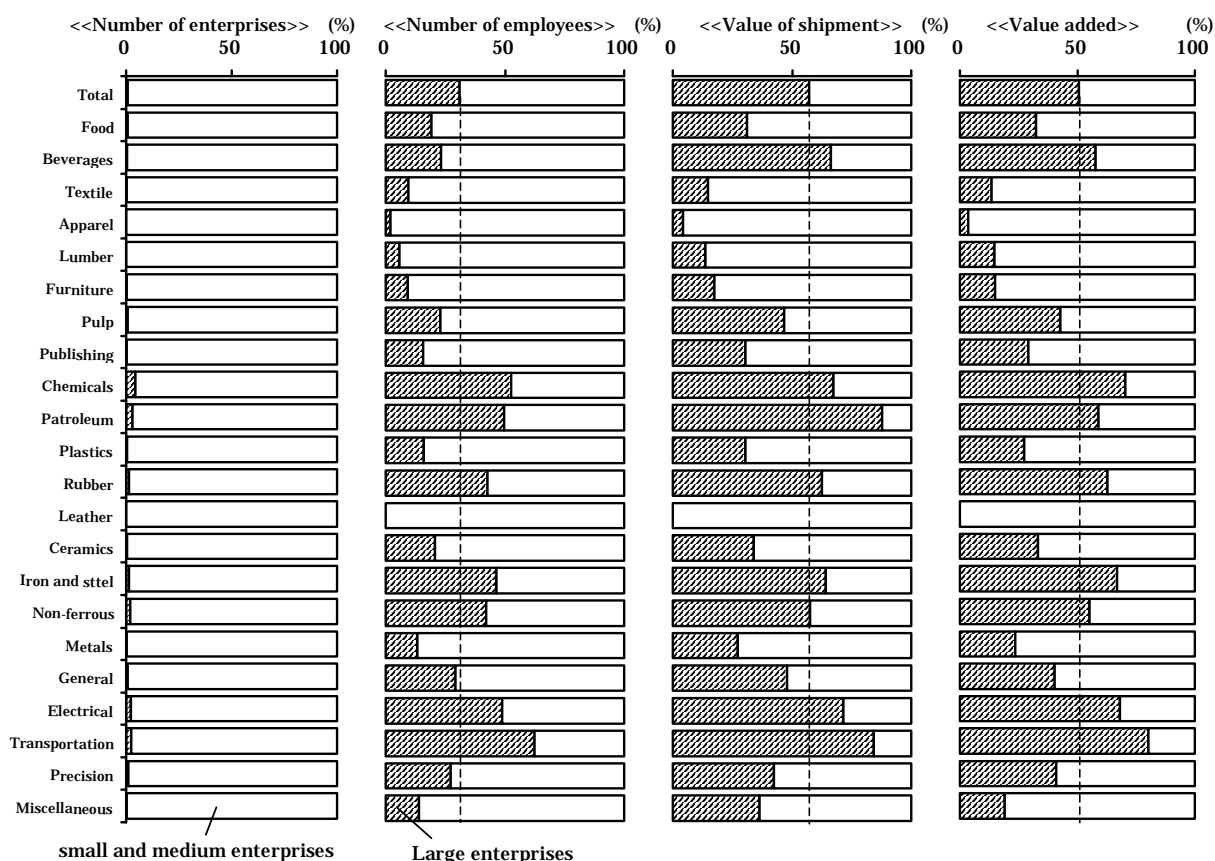 <<Number of enterprises>> (%) <<Number of employees>> (%) <<Value of shipment>> (%) <<Value added>> (%)
0 50 100 0 50 100 0 50 100 0 50 100
Total
Food
Beverages
Textile
Apparel
Lumber
Furniture
Pulp
Publishing
Chemicals
Patroleum
Plastics
Rubber
Leather
Ceramics
Iron and sttel
Non-ferrous
Metals
General
Electrical
Transportation
Precision
Miscellaneous
small and medium enterprises Large enterprises